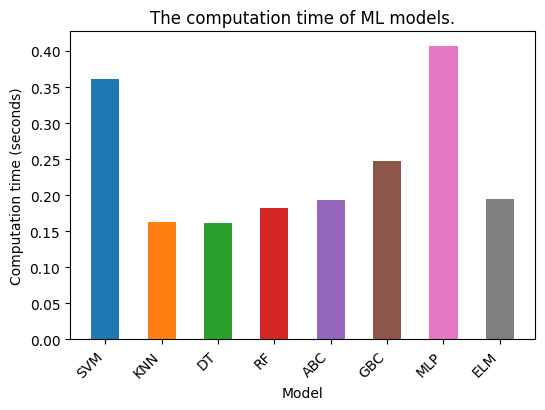 The computation time of ML models.
Computation time (seconds)
0.40
0.35
0.30
0.25
0.20
0.15
0.10
0.05
0.00
SVM
KNN
DT
RF
ABC
GBC
MLP
ELM
Model